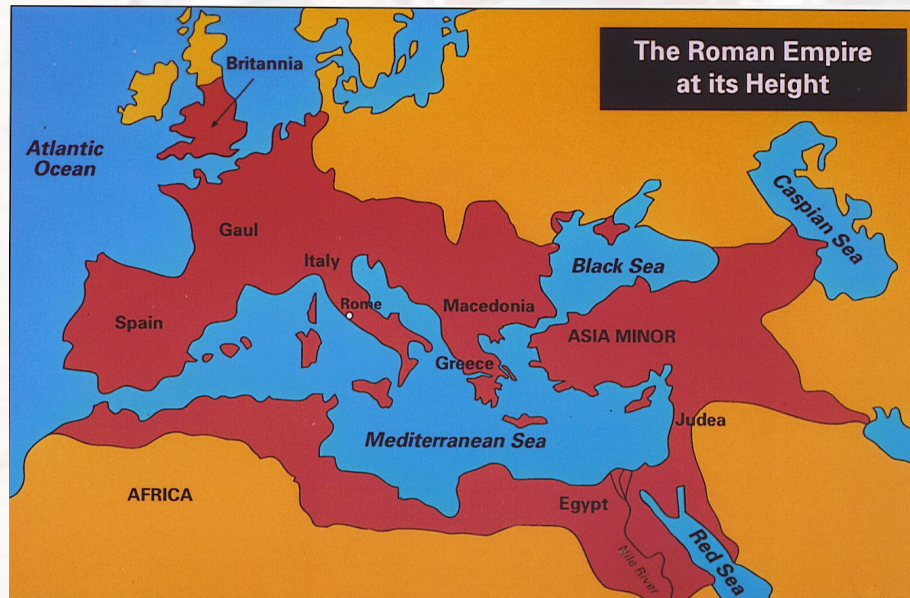 The Roman Empire
at its Height
Britannia
Atlantic
Ocean
Caspian Sea
Gaul
Italy
Black Sea
Rome
Macedonia
Spain
ASIA MINOR
Greece
Judea
Mediterranean Sea
AFRICA
Egypt
Nile River
Red Sea